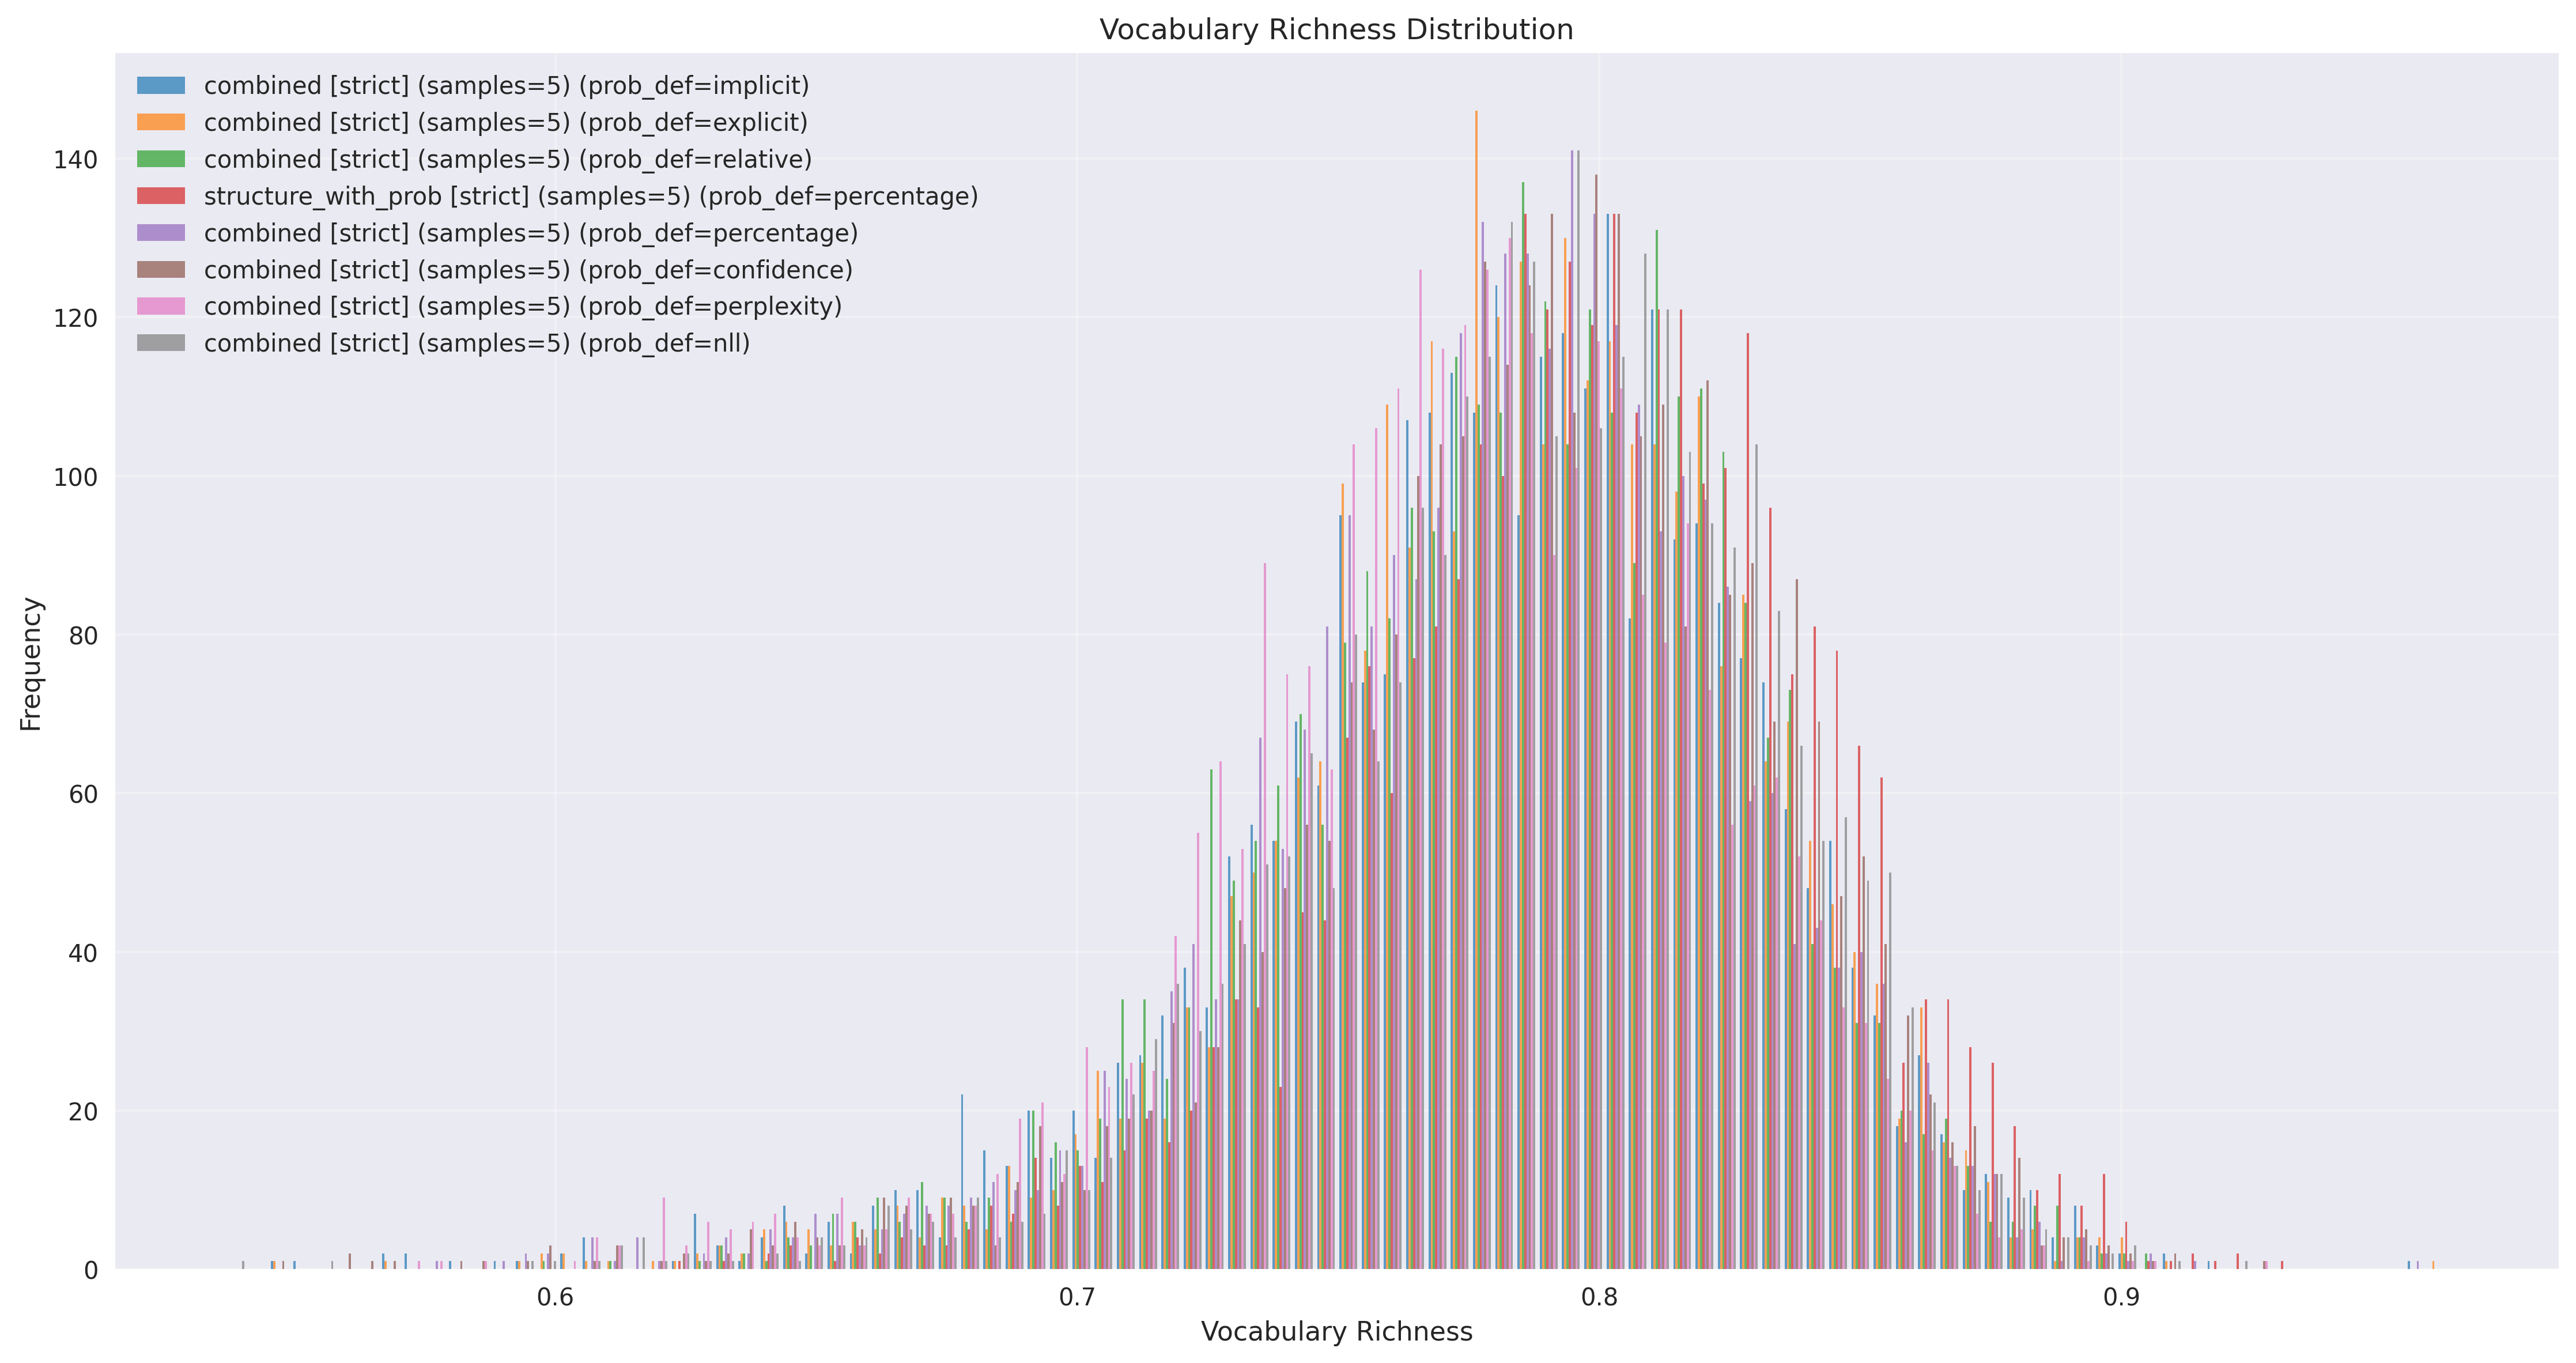 Vocabulary Richness Distribution
combined [strict] (samples=5) (prob_def=implicit)
combined [strict] (samples=5) (prob_def=explicit)
combined [strict] (samples=5) (prob_def=relative)
structure_with_prob [strict] (samples=5) (prob_def=percentage)
combined [strict] (samples=5) (prob_def=percentage)
combined [strict] (samples=5) (prob_def=confidence)
combined [strict] (samples=5) (prob_def=perplexity)
combined [strict] (samples=5) (prob_def=nll)
Frequency
140
120
100
80
60
40
20
0
0.6 0.7 0.8 0.9
Vocabulary Richness